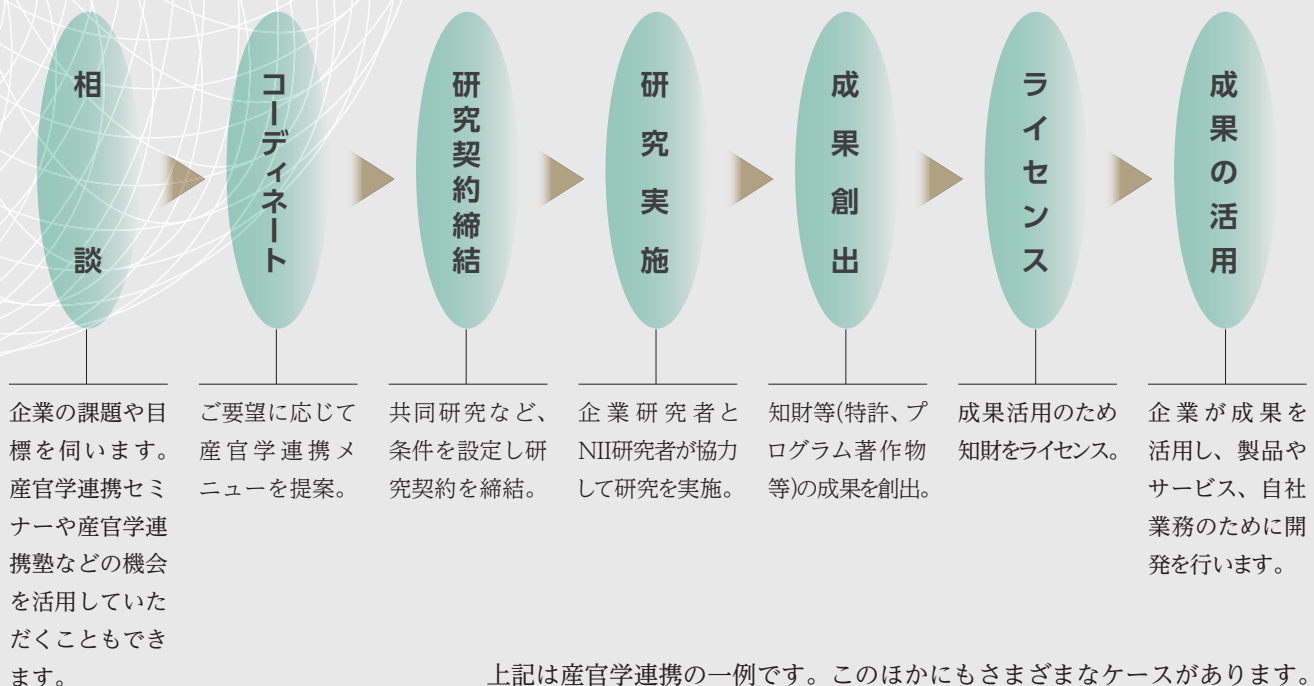 相談
コーディネート
研究契約締結
研究実施
成果創出
ライセンス
成果の活用
企業の課題や目
標を伺います。
産官学連携セミ
ナーや産官学連
携塾などの機会
を活用していた
だくこともでき
ます。
ご要望に応じて
産官学連携メ
ニューを提案。
共同研究など、
条件を設定し研
究契約を締結。
企業研究者と
NII研究者が協力
して研究を実施。
知財等(特許、プ
ログラム著作物
等)の成果を創出。
成果活用のため
知財をライセンス。
企業が成果を
活用し、製品や
サービス、自社
業務のために開
発を行います。
上記は産官学連携の一例です。このほかにもさまざまなケースがあります。